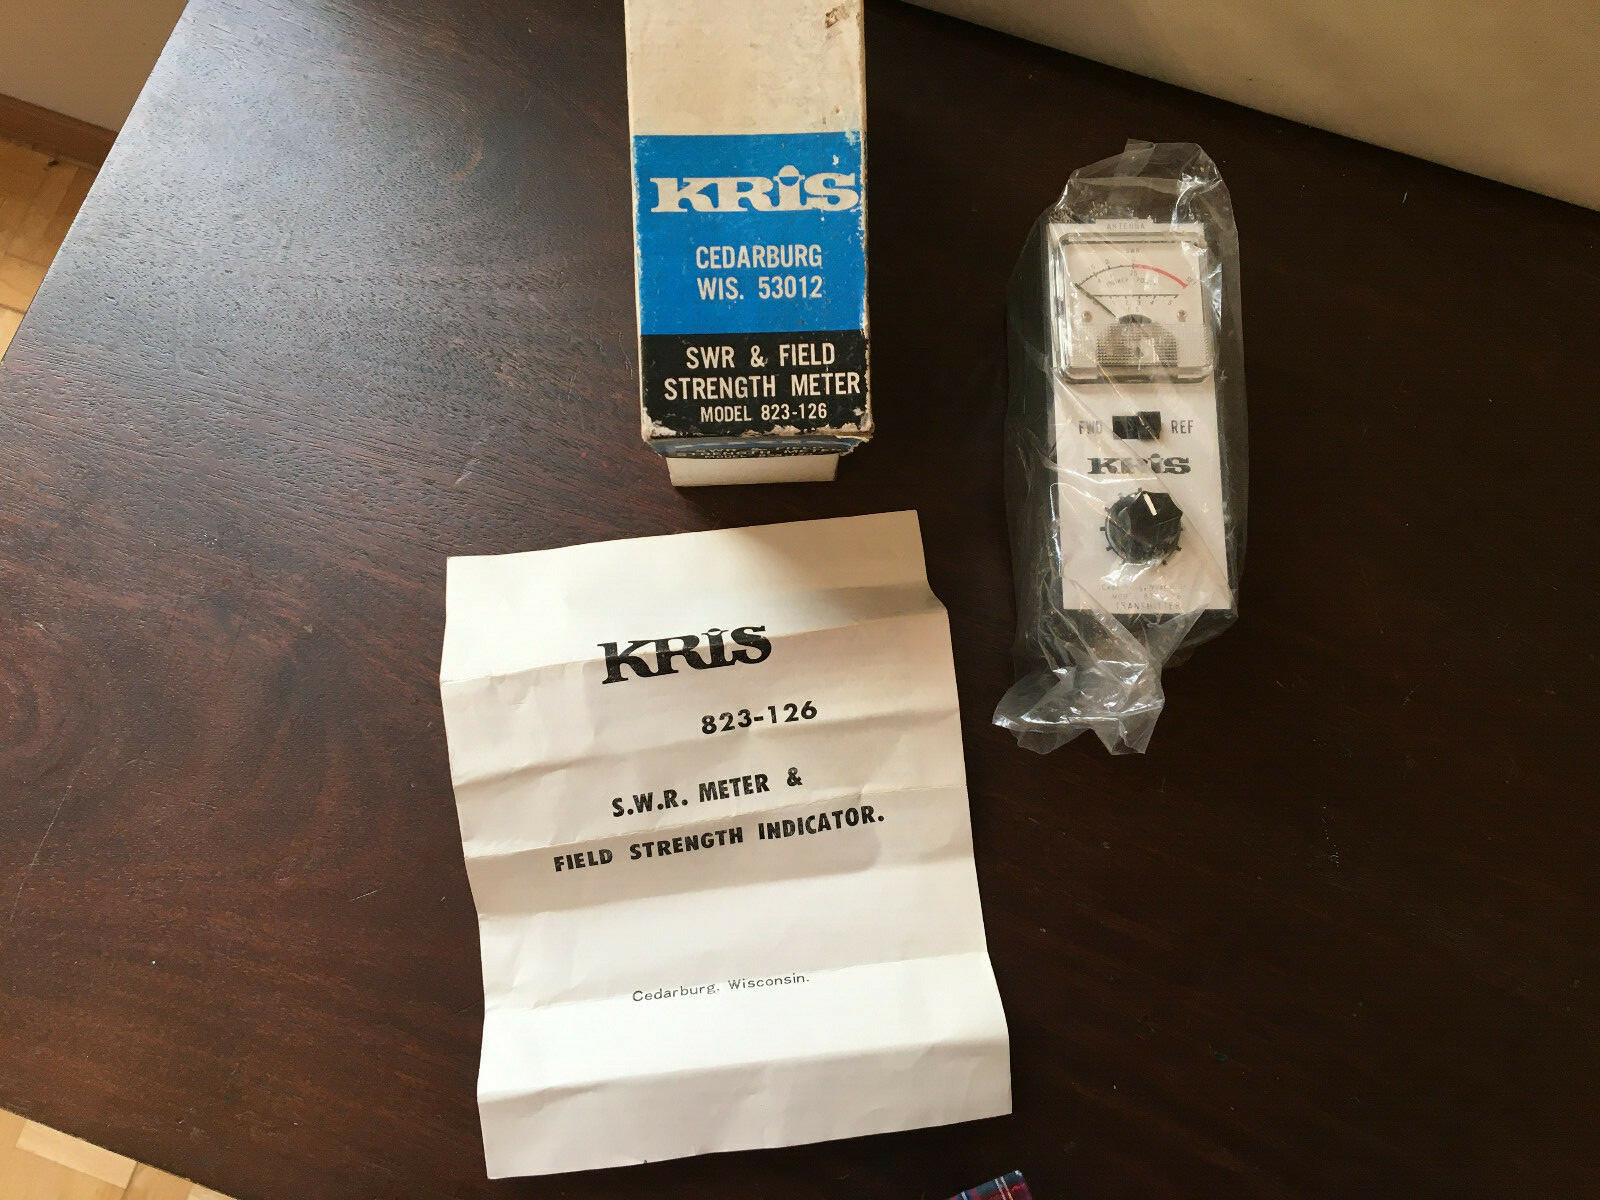 KRIS
CEDARBURG
WIS. 53012
SWR & FIELD
STRENGTH METER
MODEL 823-126
ANTENNA
SWR
FWD REF
KRIS
TRANSMITTER
KRIS
823-126
S.W.R. METER &
FIELD STRENGTH INDICATOR.
Cedarburg, Wisconsin.